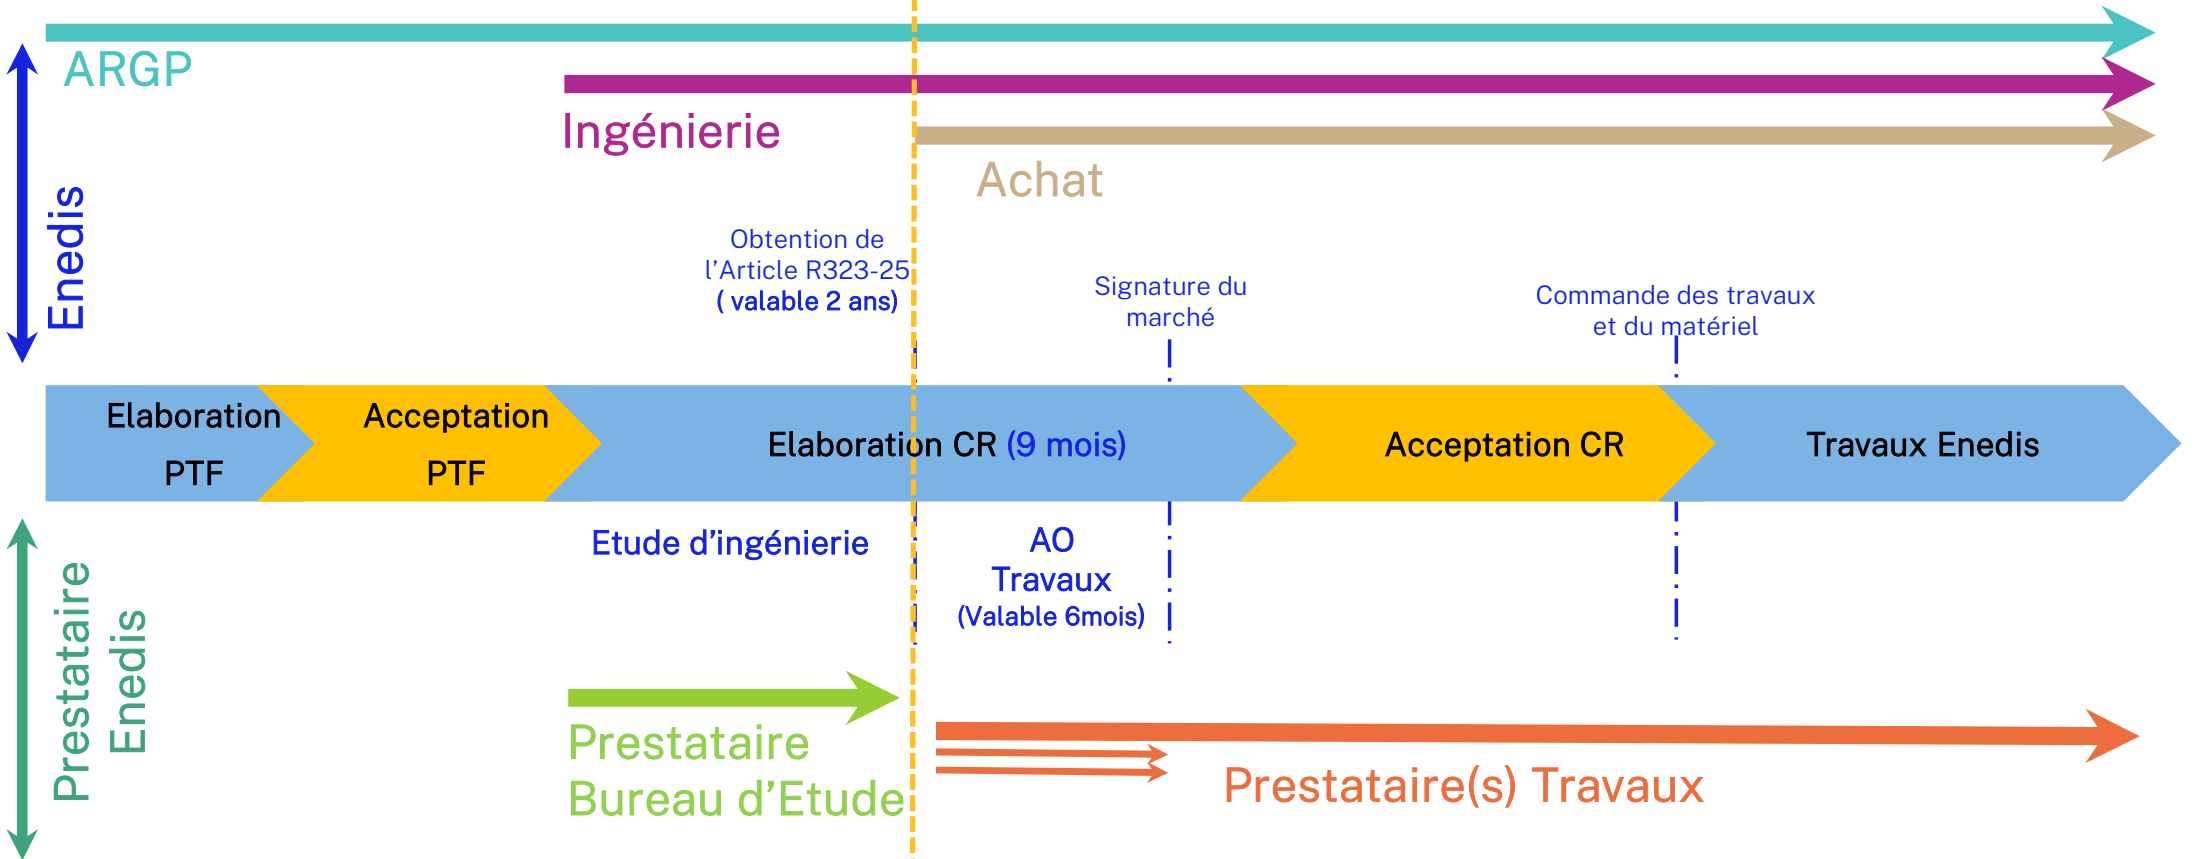 ARGP
Ingénierie
Achat
Enedis
Obtention de
l'Article R323-25
( valable 2 ans)
Signature du
marché
Commande des travaux
et du matériel
Elaboration
PTF
Acceptation
PTF
Elaboration CR (9 mois)
Acceptation CR
Travaux Enedis
Etude d'ingénierie
AO
Travaux
(Valable 6mois)
Prestataire
Enedis
Prestataire
Bureau d'Etude
Prestataire(s) Travaux